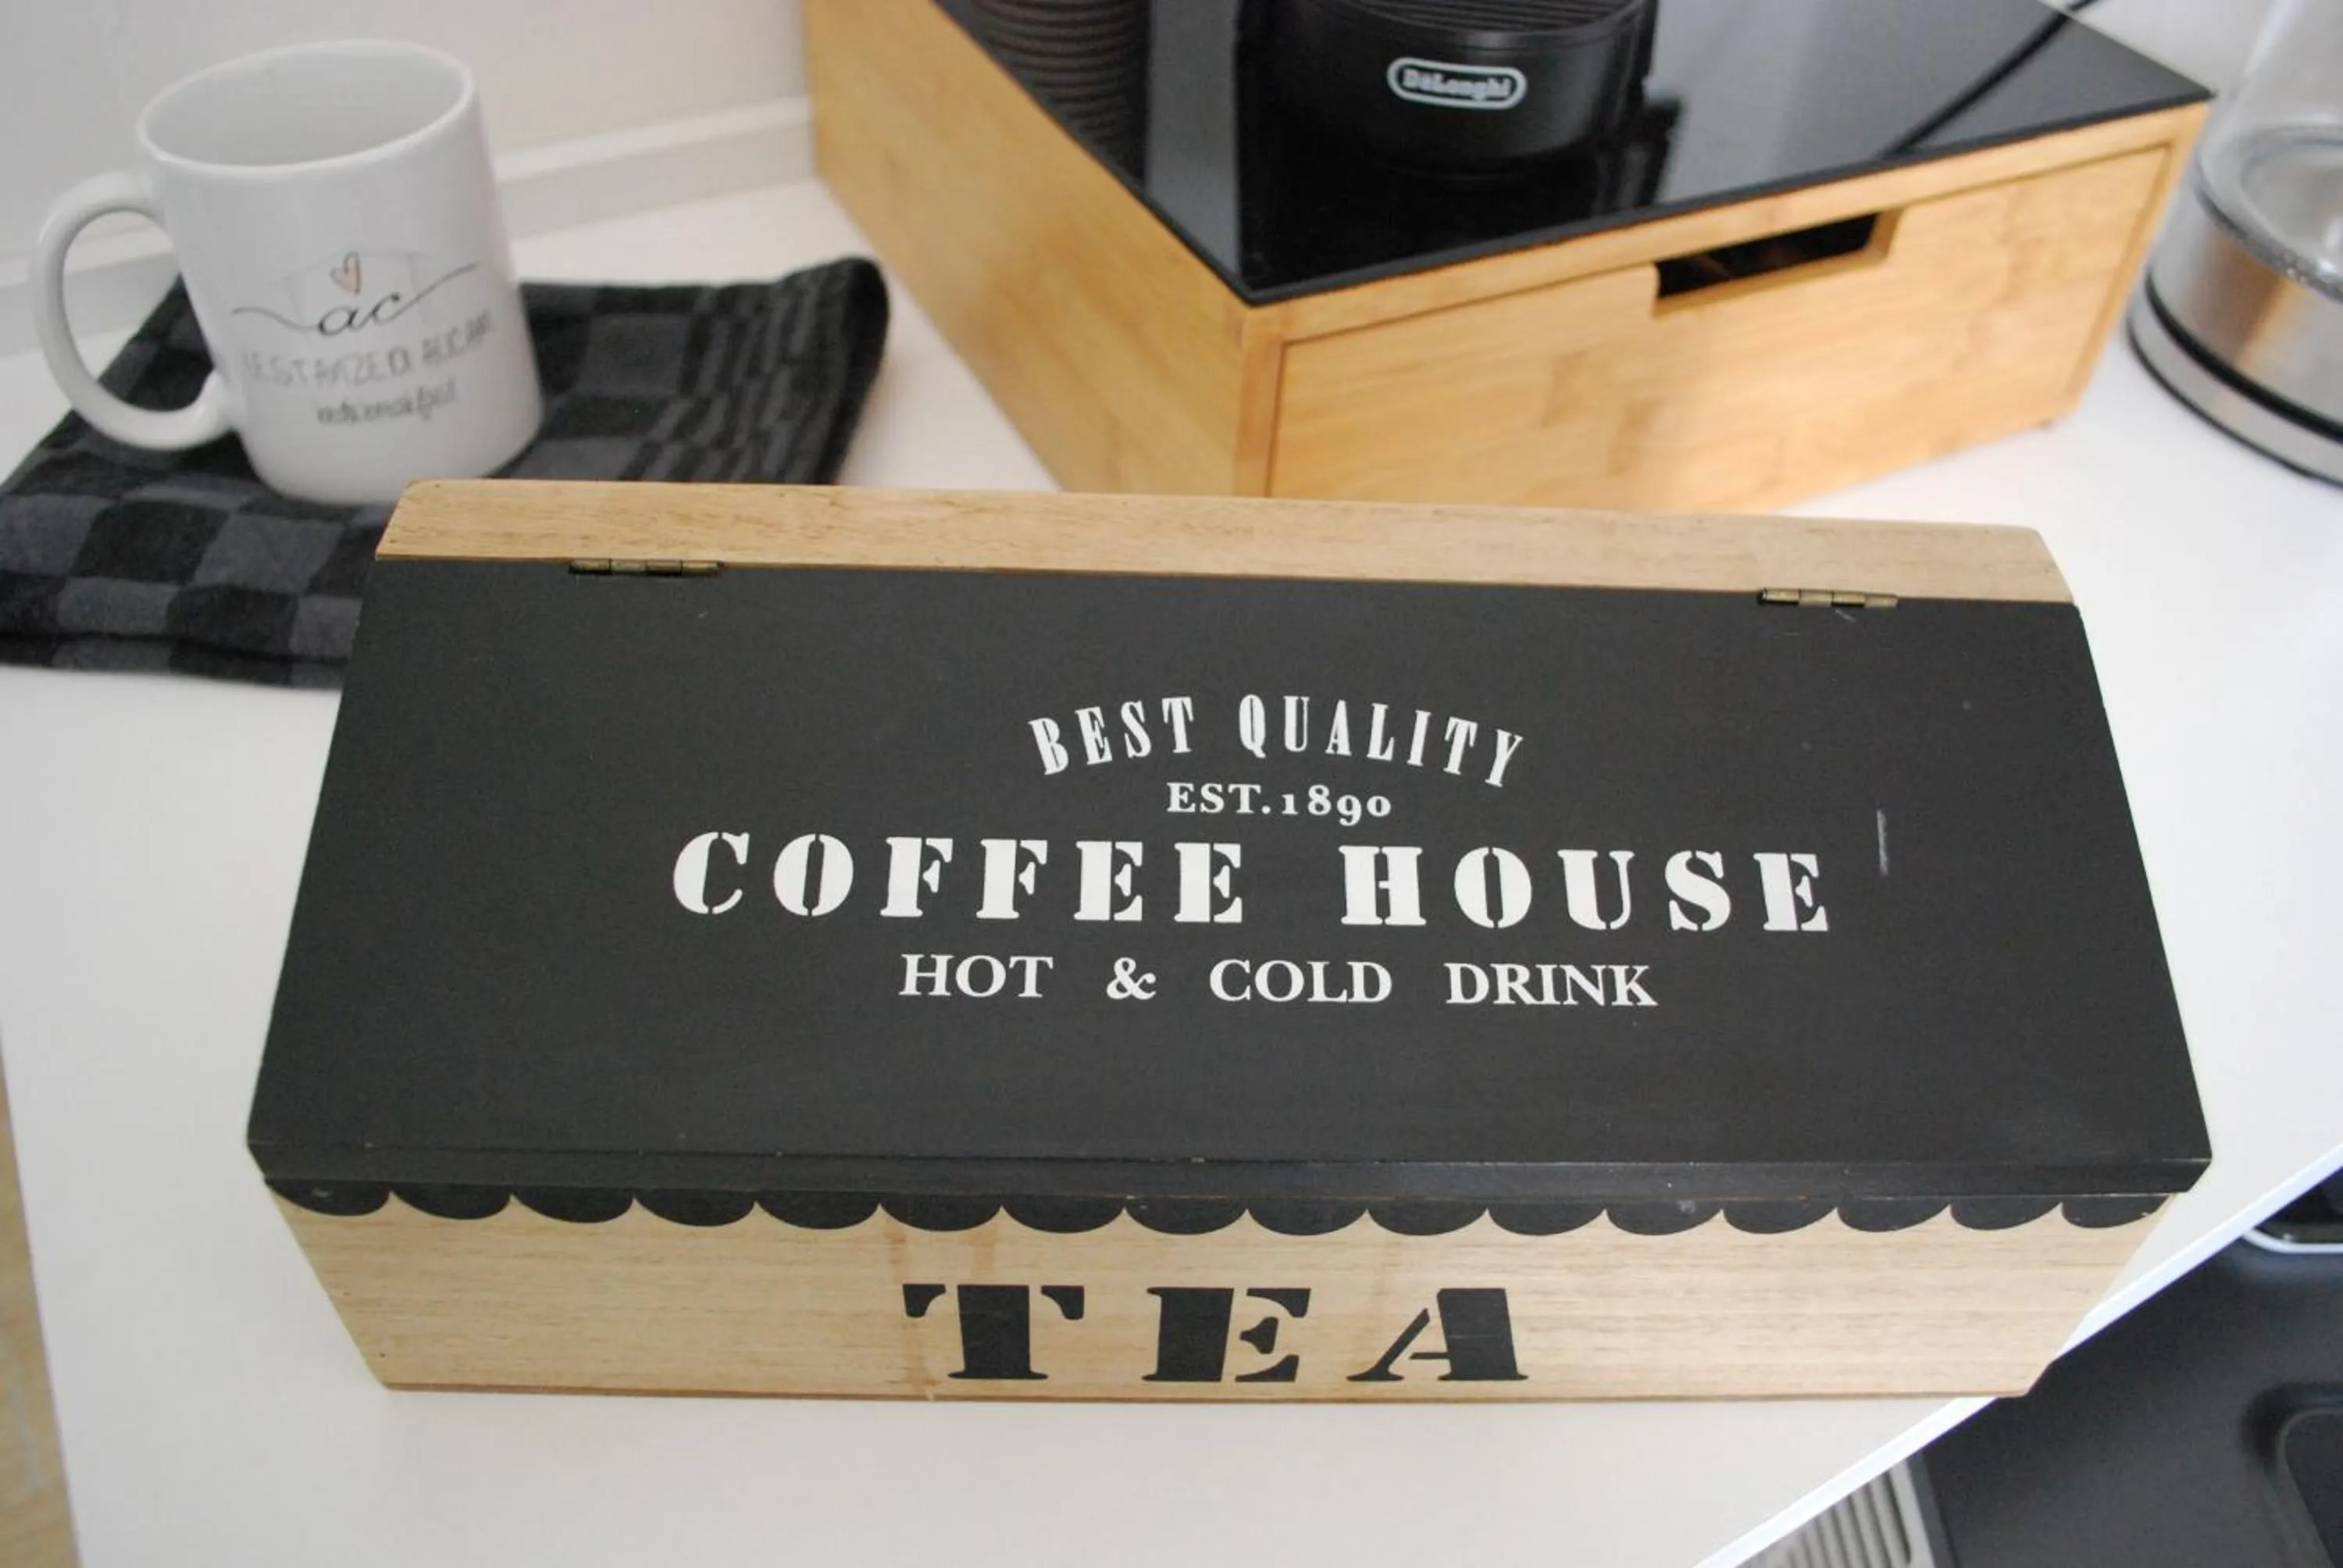 DeLonghi
ac
BEST QUALITY
EST.1890
COFFEE HOUSE
HOT & COLD DRINK
TEA